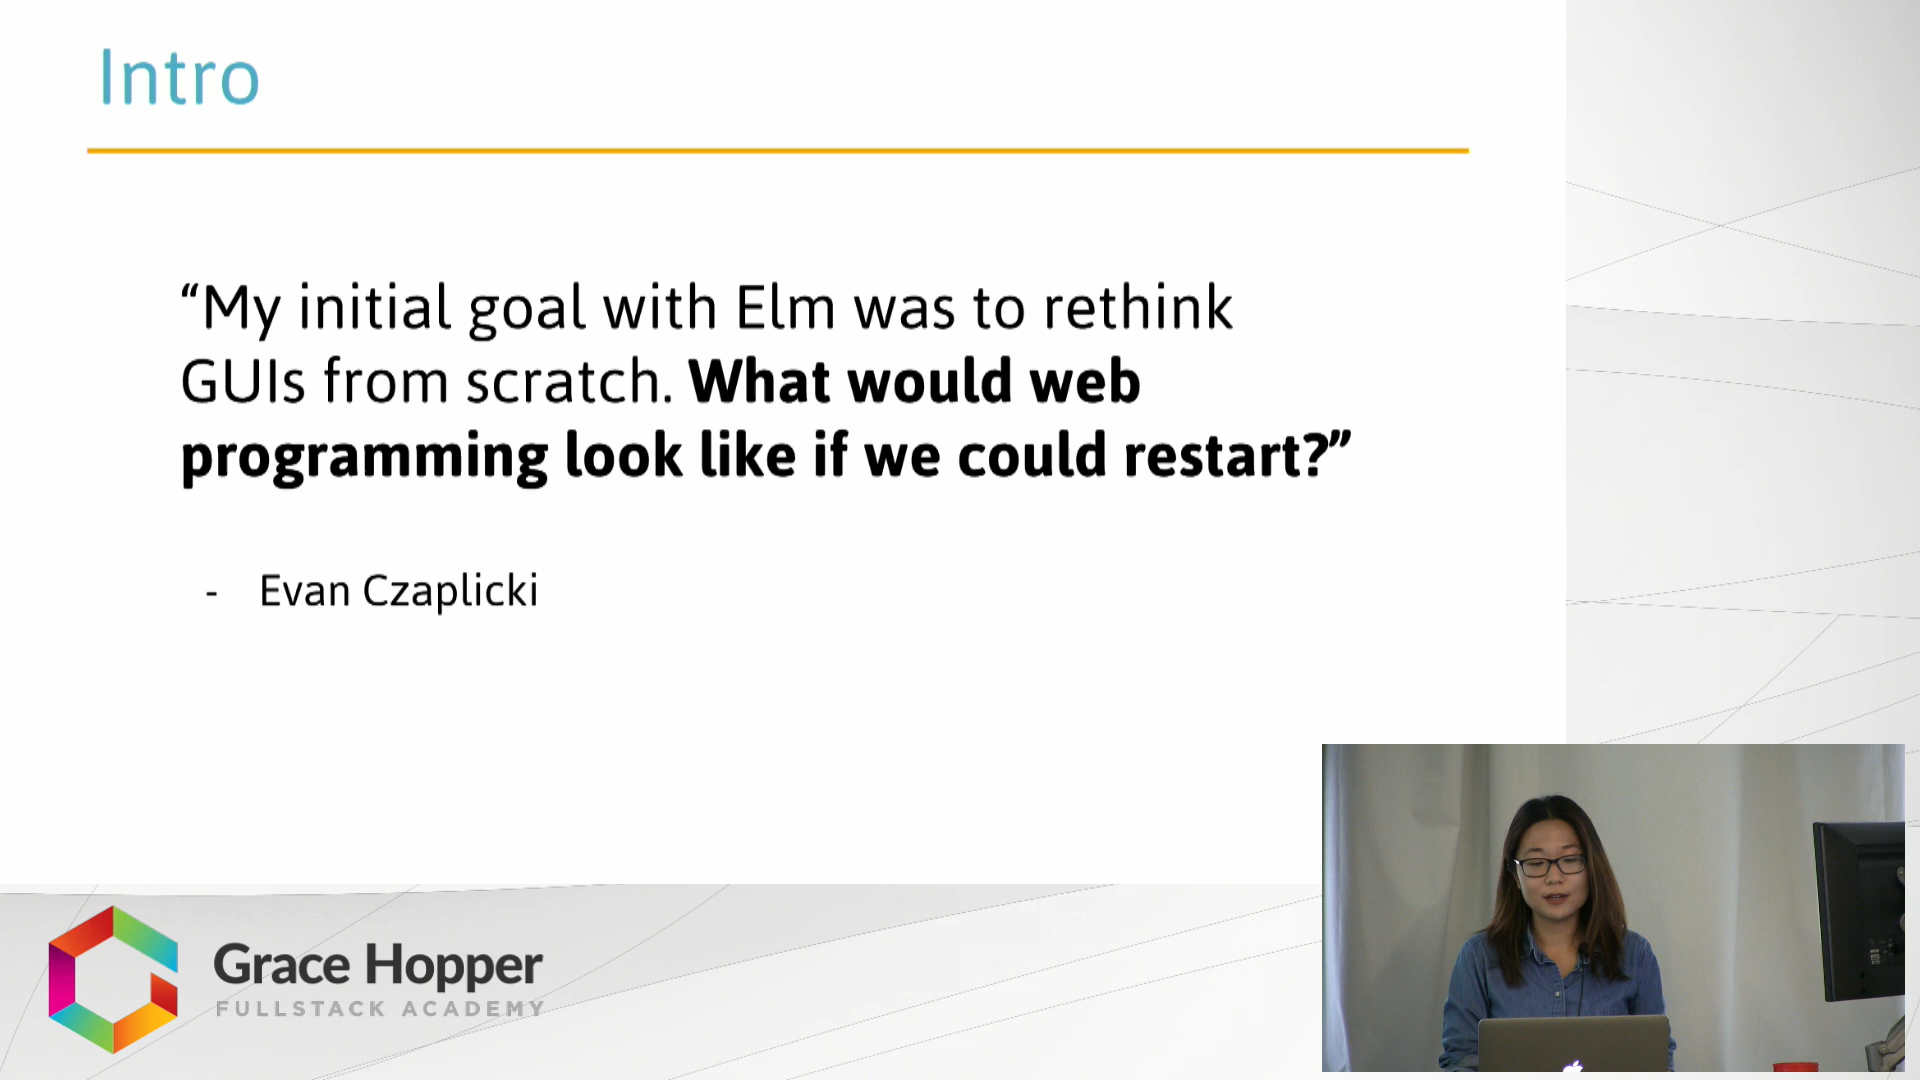 Intro
“My initial goal with Elm was to rethink
GUIs from scratch. What would web
programming look like if we could restart?”
- Evan Czaplicki
Grace Hopper
FULLSTACK ACADEMY